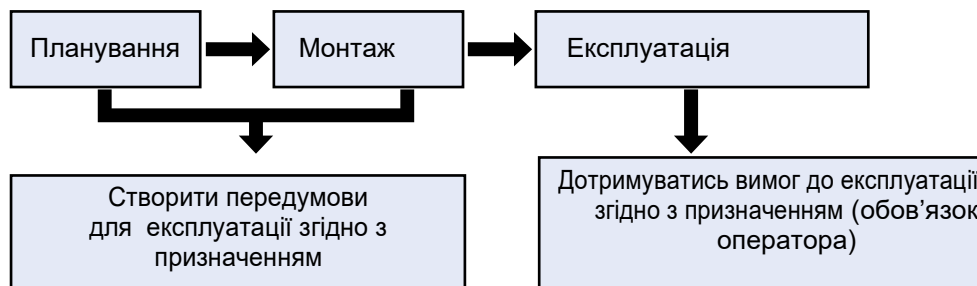 Планування
Монтаж
Експлуатація
Створити передумови
для експлуатації згідно з
призначенням
Дотримуватись вимог до експлуатації
згідно з призначенням (обов’язок
оператора)